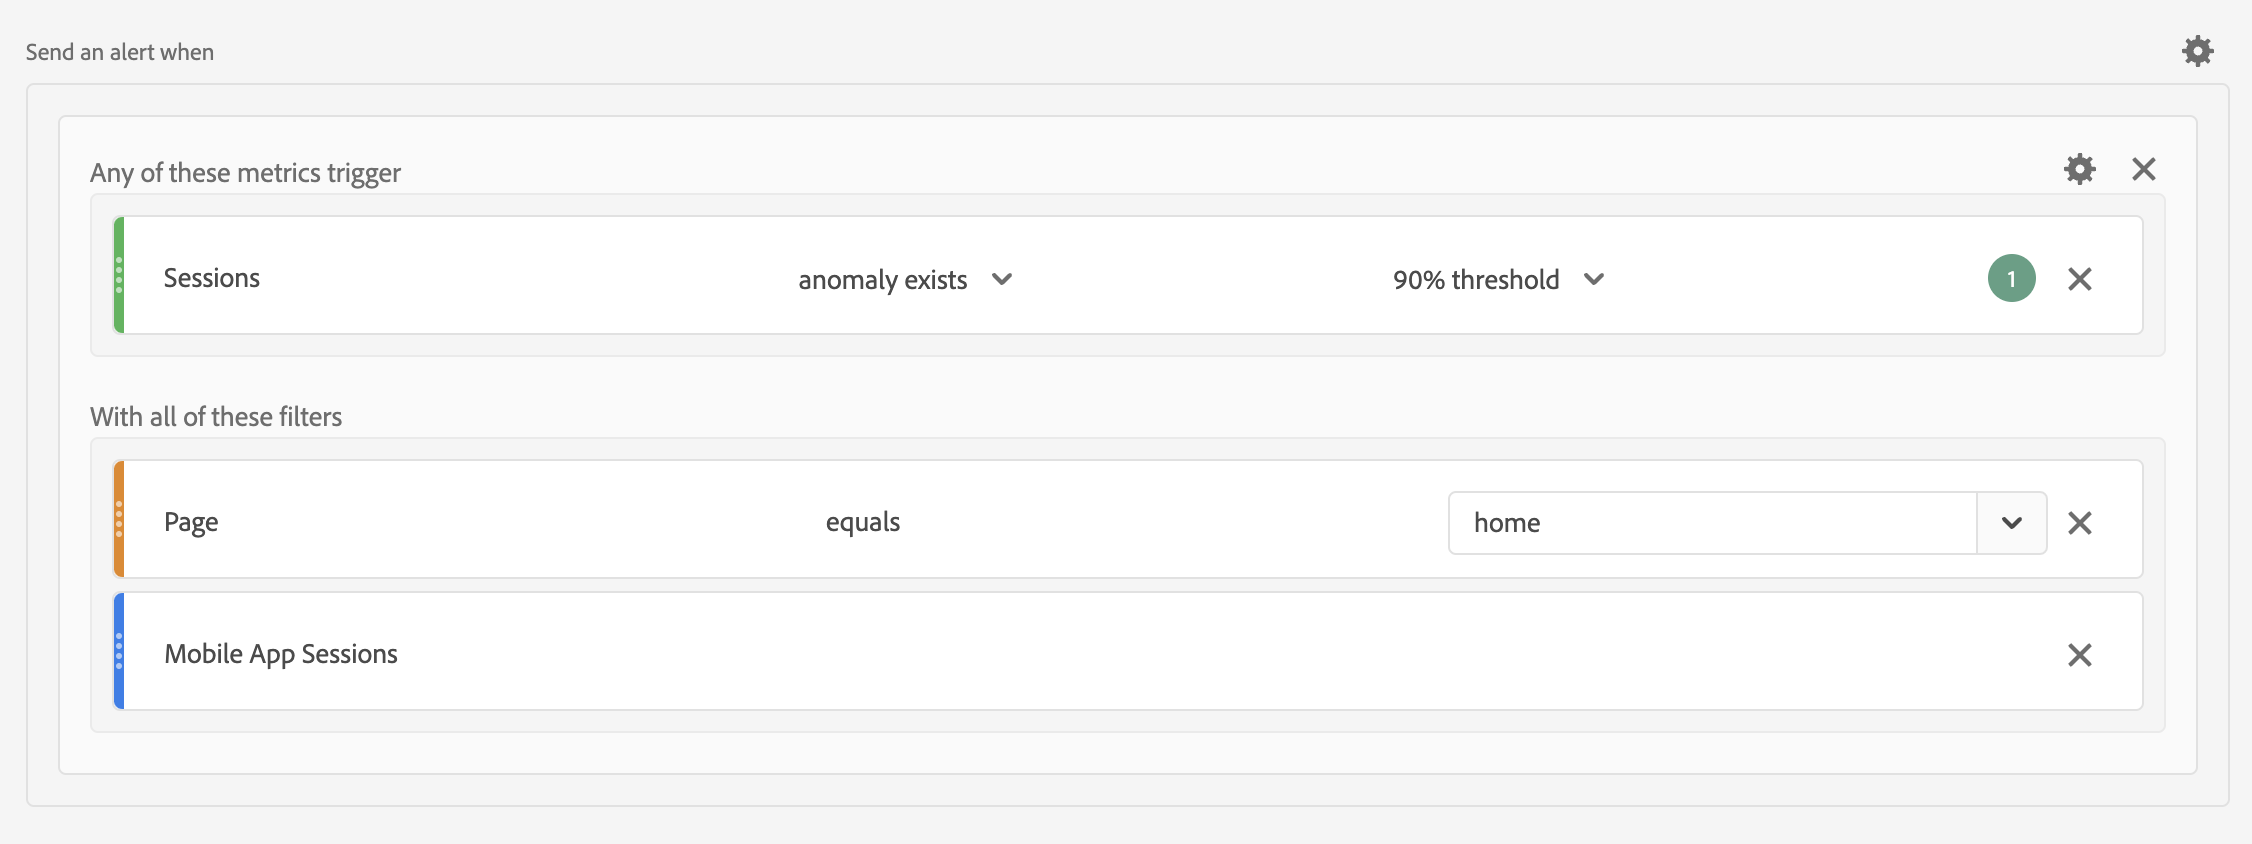 Send an alert when
Any of these metrics trigger
Sessions anomaly exists 90% threshold 1
With all of these filters
Page equals home
Mobile App Sessions